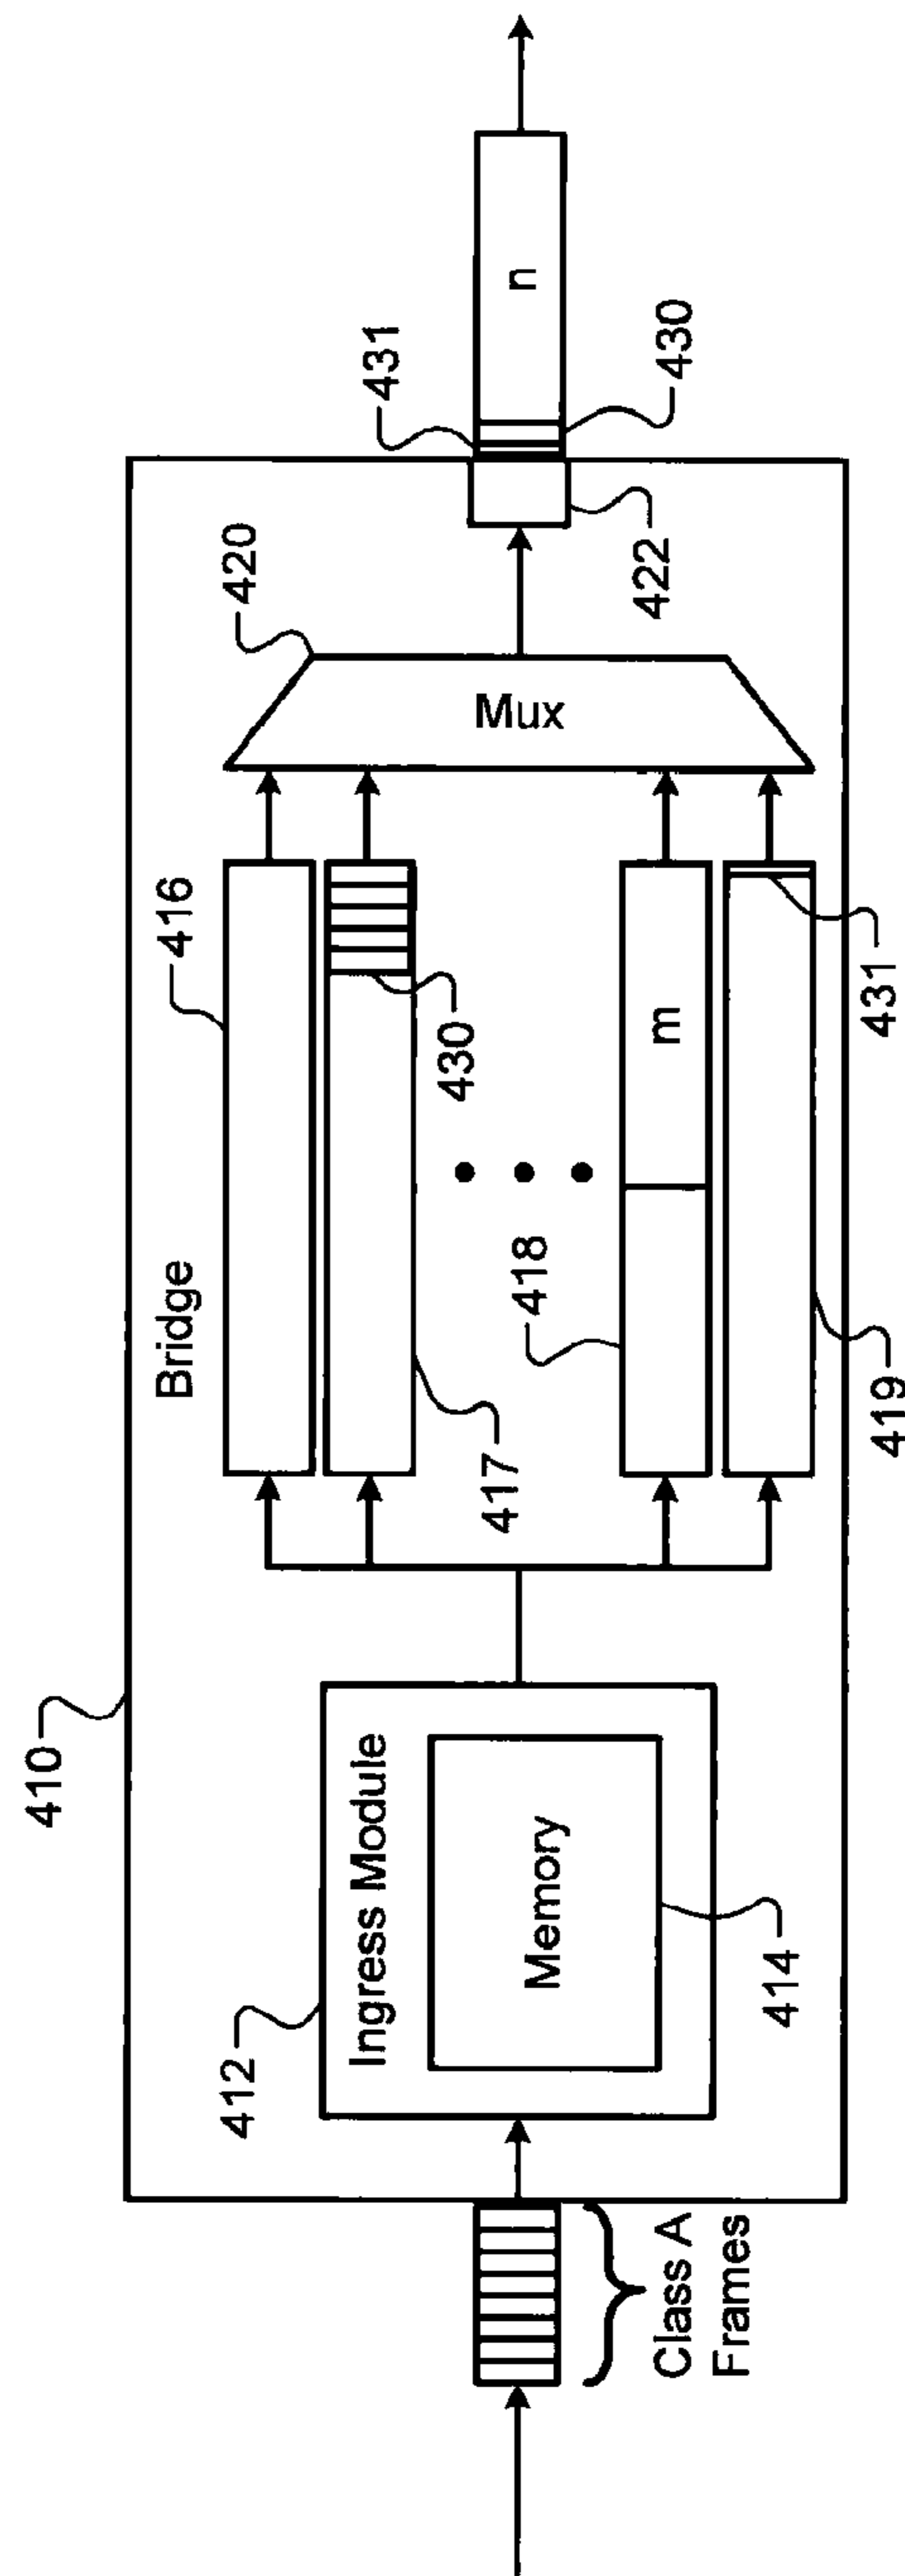 410
Bridge
412
Ingress Module
Memory
414
Class A
Frames
416
417
430
418
m
419
431
420
Mux
422
431
430
n